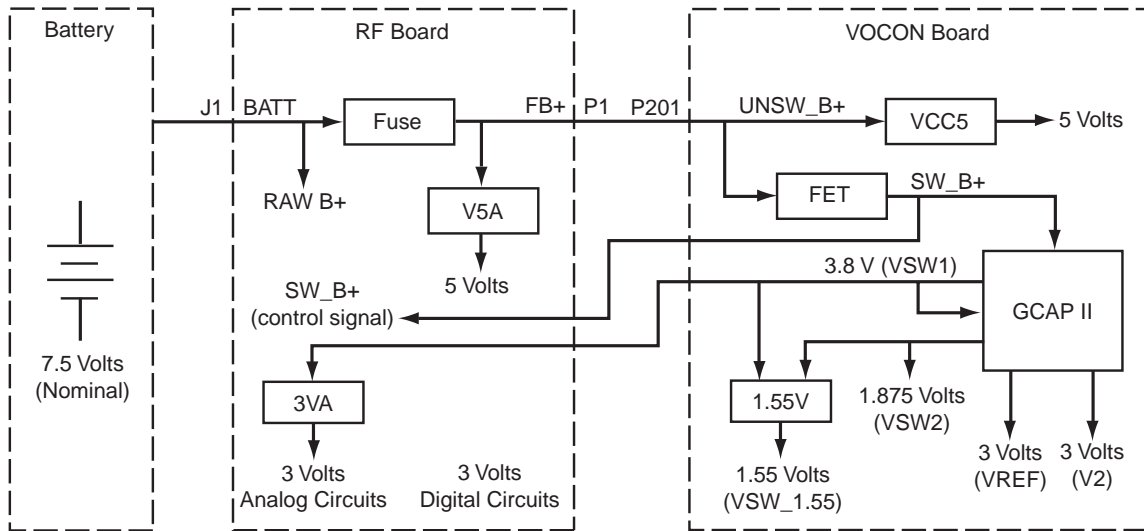 Battery
RF Board
VOCON Board
J1
BATT
Fuse
FB+
P1
P201
UNSW_B+
VCC5
5 Volts
RAW B+
V5A
FET
SW_B+
5 Volts
SW_B+
(control signal)
3.8 V (VSW1)
GCAP II
7.5 Volts
(Nominal)
3VA
1.55V
1.875 Volts
(VSW2)
3 Volts
Analog Circuits
3 Volts
Digital Circuits
1.55 Volts
(VSW_1.55)
3 Volts
(VREF)
3 Volts
(V2)